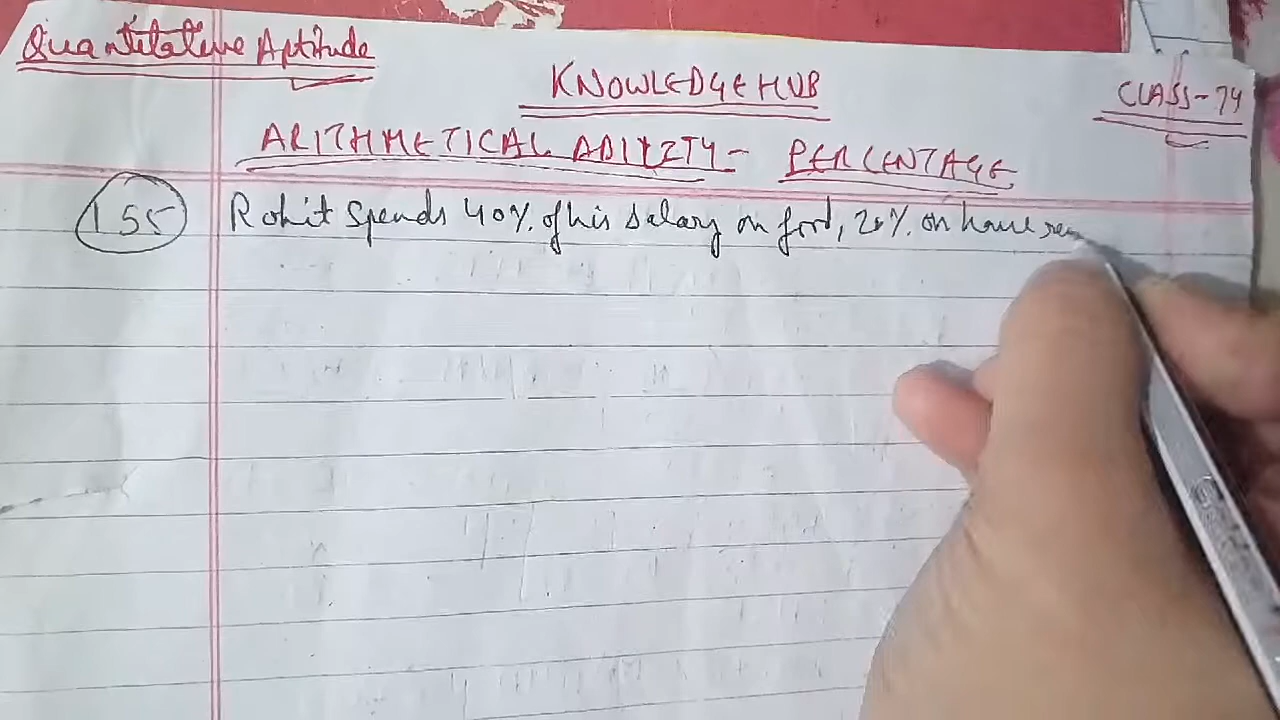 Quantitative Aptitude
KNOWLEDGE HUB
CLASS-74
ARITHMETICAL ABILITY - PERCENTAGE
155 Rohit spends 40% of his salary on food, 20% on house ren